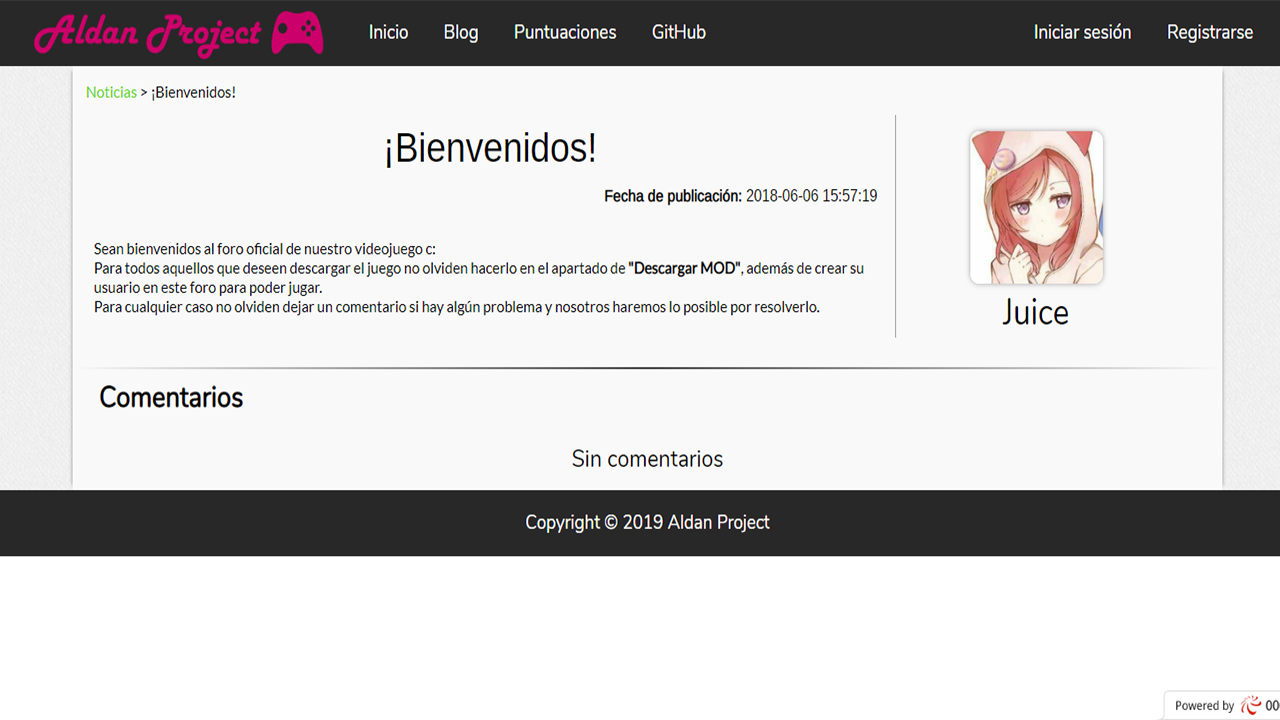 Aldan Project
Inicio
Blog
Puntuaciones
GitHub
Iniciar sesión
Registrarse
Noticias > ¡Bienvenidos!
¡Bienvenidos!
Fecha de publicación: 2018-06-06 15:57:19
Sean bienvenidos al foro oficial de nuestro videojuego c:
Para todos aquellos que deseen descargar el juego no olviden hacerlo en el apartado de "Descargar MOD", además de crear su
usuario en este foro para poder jugar.
Para cualquier caso no olviden dejar un comentario si hay algún problema y nosotros haremos lo posible por resolverlo.
Juice
Comentarios
Sin comentarios
Copyright © 2019 Aldan Project
Powered by 00